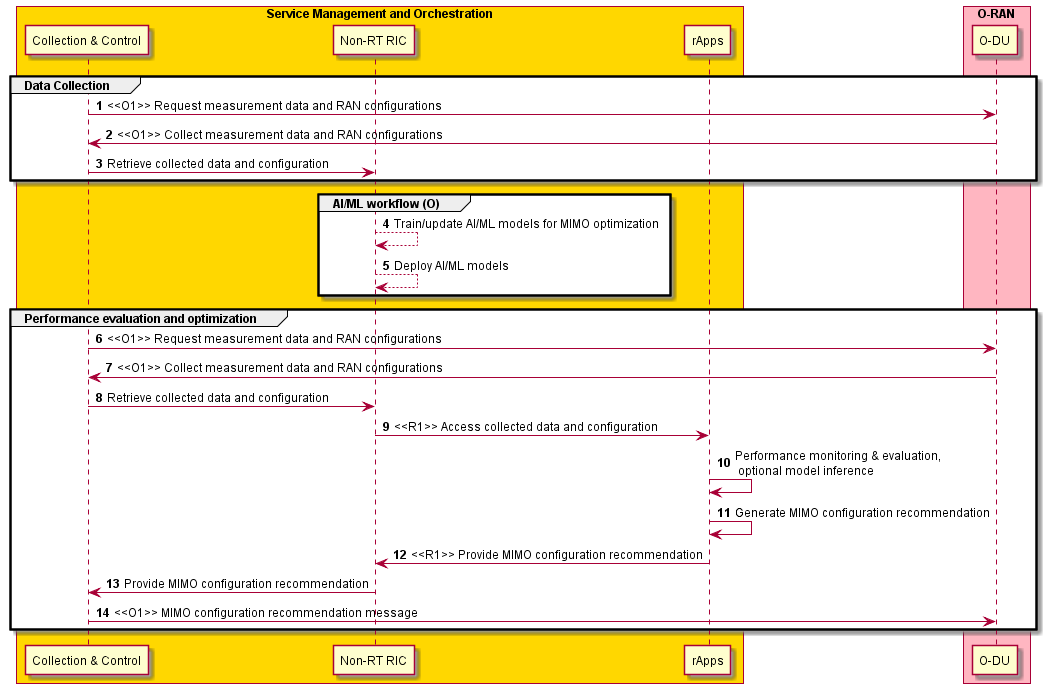 Service Management and Orchestration
O-RAN
Collection & Control
Non-RT RIC
rApps
O-DU
Data Collection
1 <<O1>> Request measurement data and RAN configurations
2 <<O1>> Collect measurement data and RAN configurations
3 Retrieve collected data and configuration
AI/ML workflow (O)
4 Train/update AI/ML models for MIMO optimization
5 Deploy AI/ML models
Performance evaluation and optimization
6 <<O1>> Request measurement data and RAN configurations
7 <<O1>> Collect measurement data and RAN configurations
8 Retrieve collected data and configuration
9 <<R1>> Access collected data and configuration
10 Performance monitoring & evaluation,
optional model inference
11 Generate MIMO configuration recommendation
12 <<R1>> Provide MIMO configuration recommendation
13 Provide MIMO configuration recommendation
14 <<O1>> MIMO configuration recommendation message
Collection & Control
Non-RT RIC
rApps
O-DU